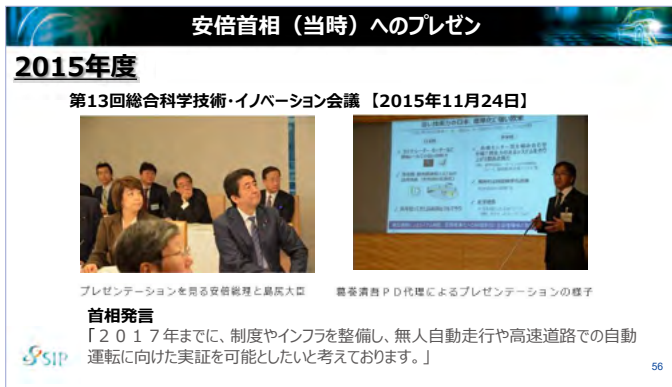 安倍首相（当時）へのプレゼン
2015年度
第13回総合科学技術・イノベーション会議 【2015年11月24日】
プレゼンテーションを見る安倍総理と島尻大臣
葛巻清吾PD代理によるプレゼンテーションの様子
首相発言
「２０１７年までに、制度やインフラを整備し、無人自動走行や高速道路での自動
運転に向けた実証を可能としたいと考えております。」
SIP
56